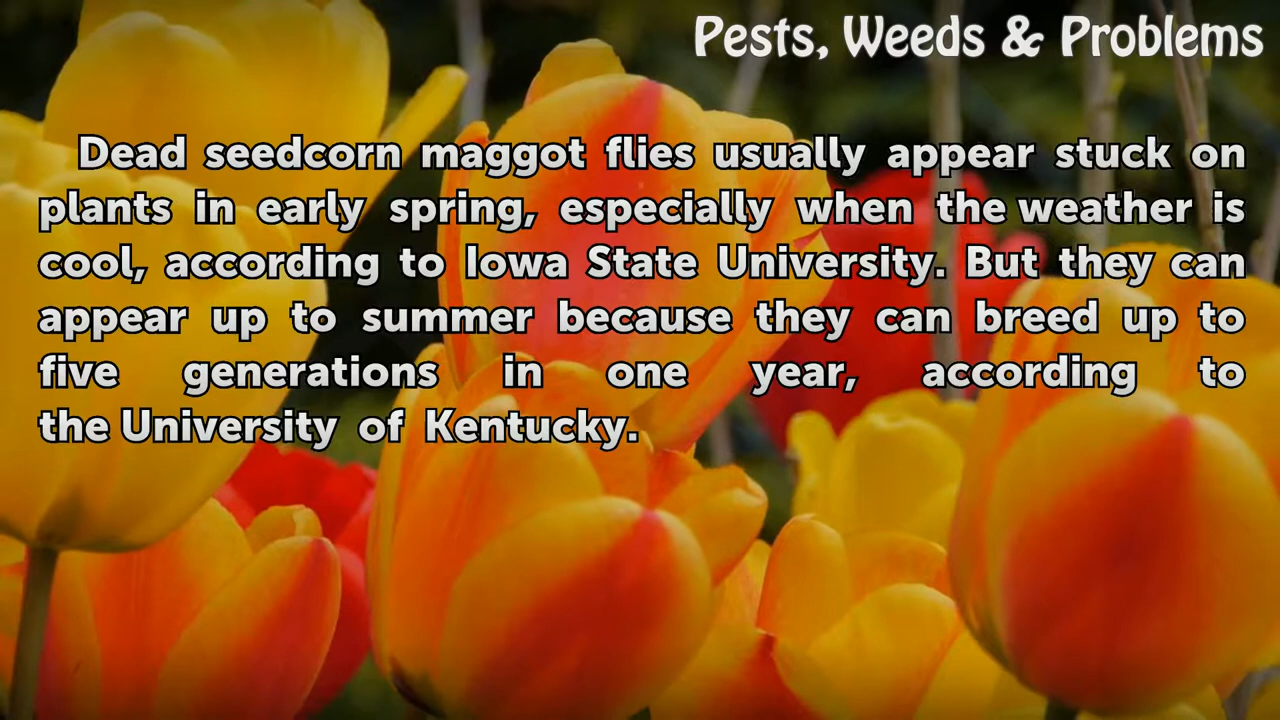 Pests, Weeds & Problems
Dead seedcorn maggot flies usually appear stuck on
plants in early spring, especially when the weather is
cool, according to Iowa State University. But they can
appear up to summer because they can breed up to
five generations in one year, according to
the University of Kentucky.